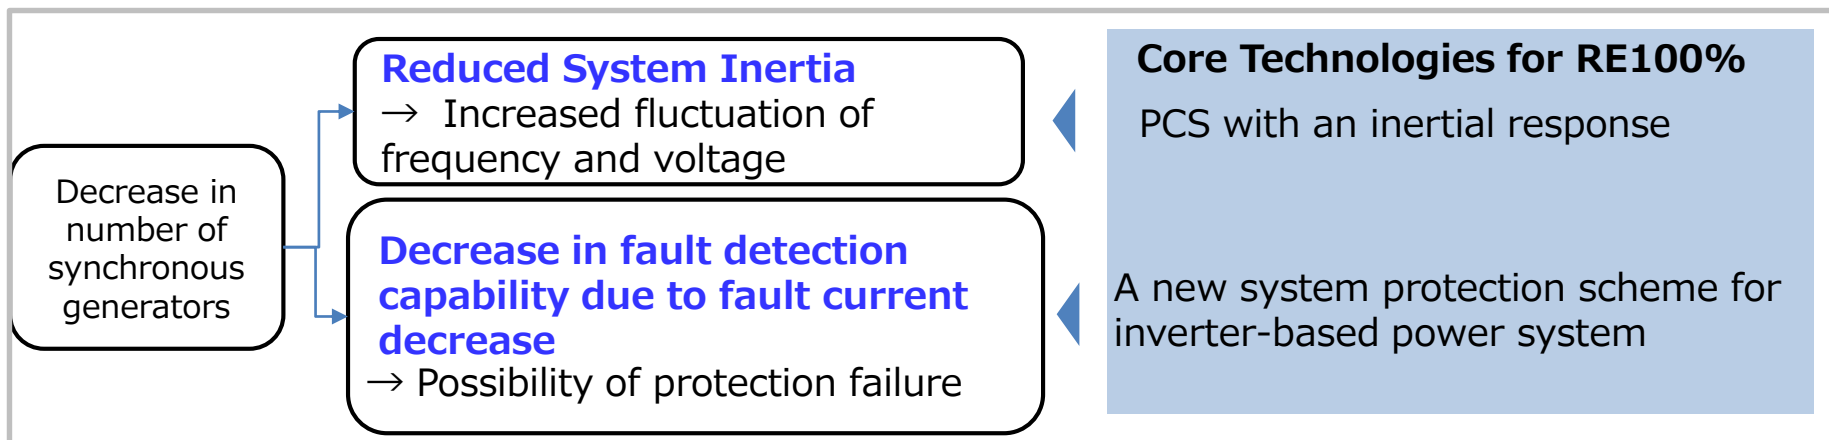 Decrease in
number of
synchronous
generators
Reduced System Inertia
→ Increased fluctuation of
frequency and voltage
Decrease in fault detection
capability due to fault current
decrease
→ Possibility of protection failure
Core Technologies for RE100%
PCS with an inertial response
A new system protection scheme for
inverter-based power system